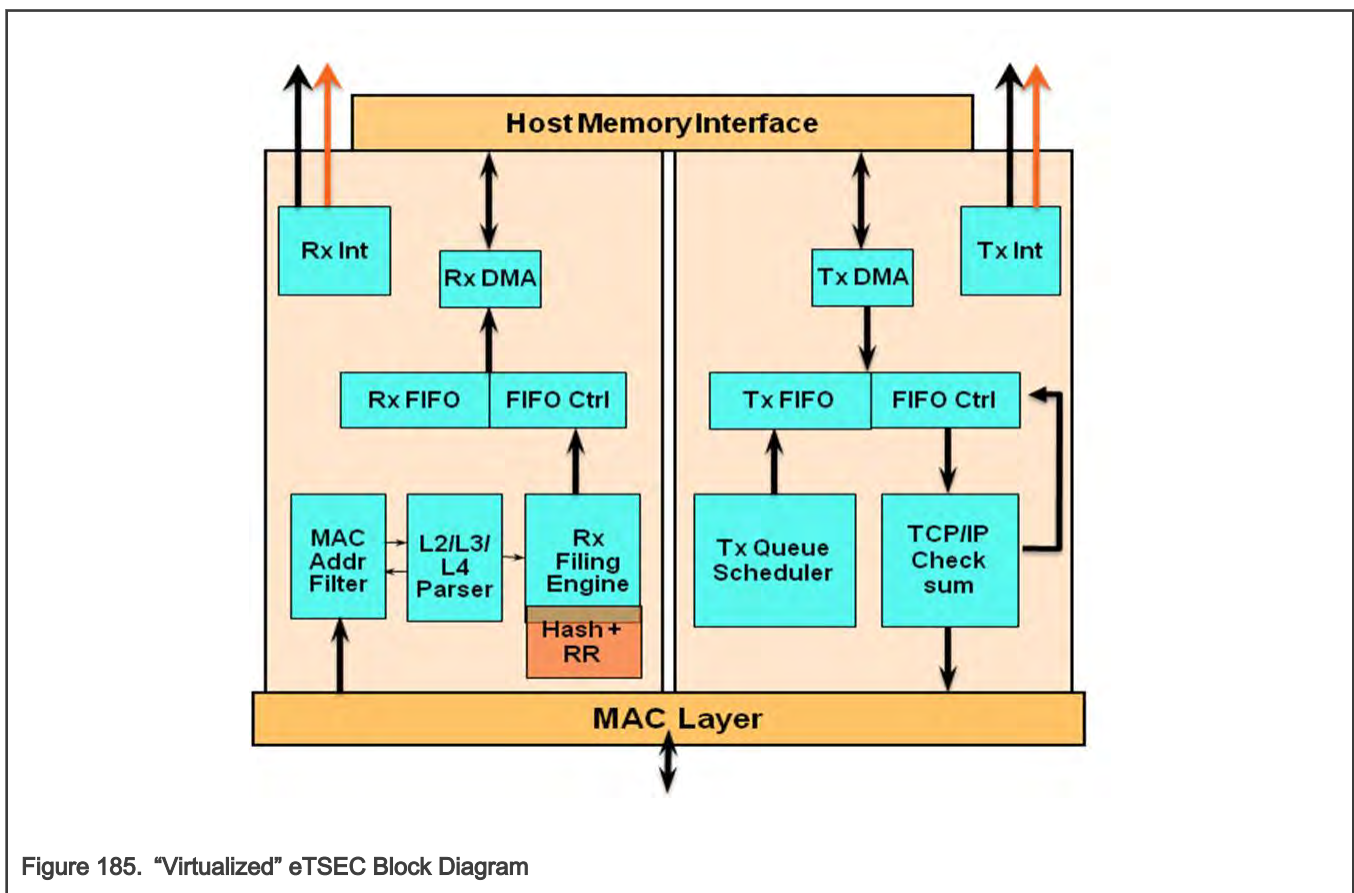 Host Memory Interface
Rx Int
Rx DMA
Rx FIFO
FIFO Ctrl
MAC
Addr
Filter
L2/L3/
L4
Parser
Rx
Filing
Engine
Hash +
RR
Tx Int
Tx DMA
Tx FIFO
FIFO Ctrl
Tx Queue
Scheduler
TCP/IP
Check
sum
MAC Layer
Figure 185. “Virtualized” eTSEC Block Diagram